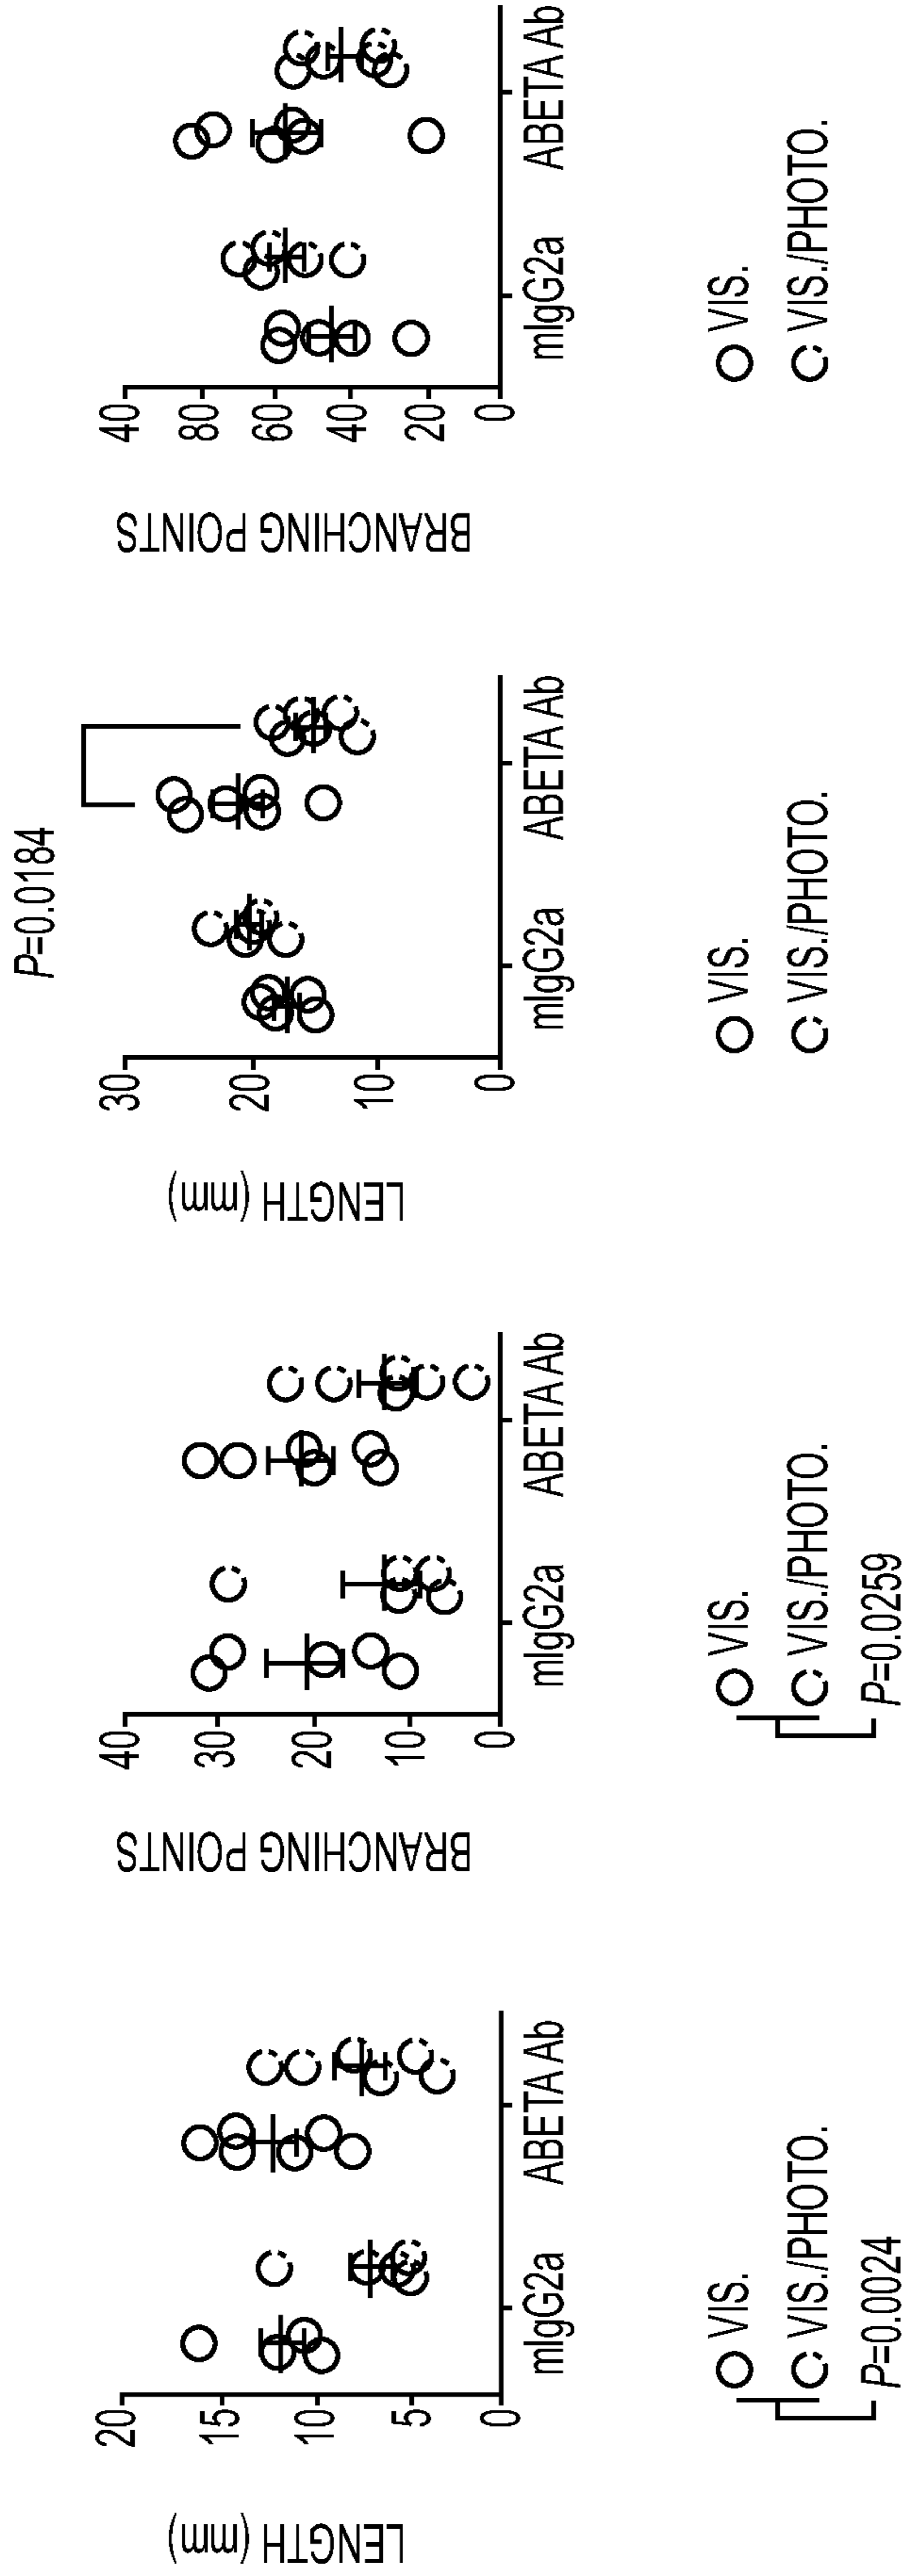 LENGTH (mm)
20
15
10
5
0
mIgG2a
ABETA Ab
VIS.
VIS./PHOTO.
P=0.0024
BRANCHING POINTS
40
30
20
10
0
mIgG2a
ABETA Ab
VIS.
VIS./PHOTO.
P=0.0259
P=0.0184
LENGTH (mm)
30
20
10
0
mIgG2a
ABETA Ab
VIS.
VIS./PHOTO.
BRANCHING POINTS
40
80
60
40
20
0
mIgG2a
ABETA Ab
VIS.
VIS./PHOTO.